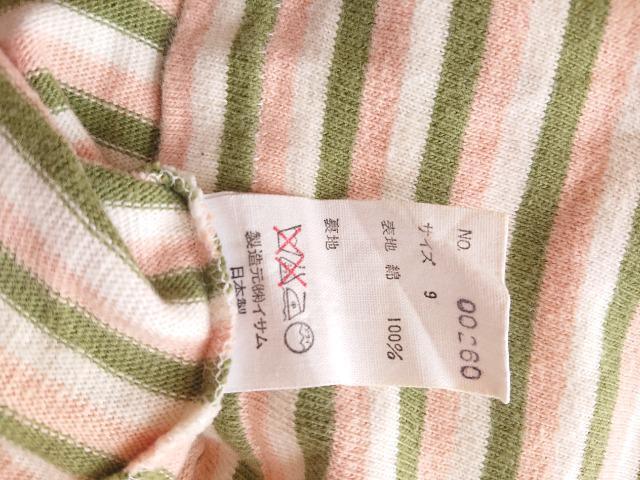 NO. 00260
サイズ 9
表地 綿 100%
裏地
製造元㈱イサム
日本製